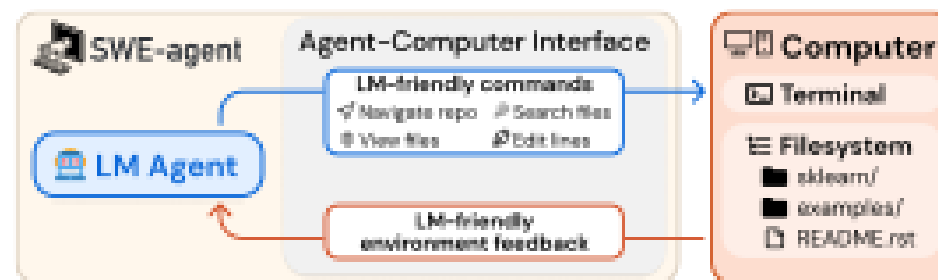 SWE-agent
Agent-Computer Interface
LM-friendly commands
Navigate repo Search files
View files Edit lines
LM Agent
LM-friendly
environment feedback
Computer
Terminal
Filesystem
sklearn/
examples/
README.rst